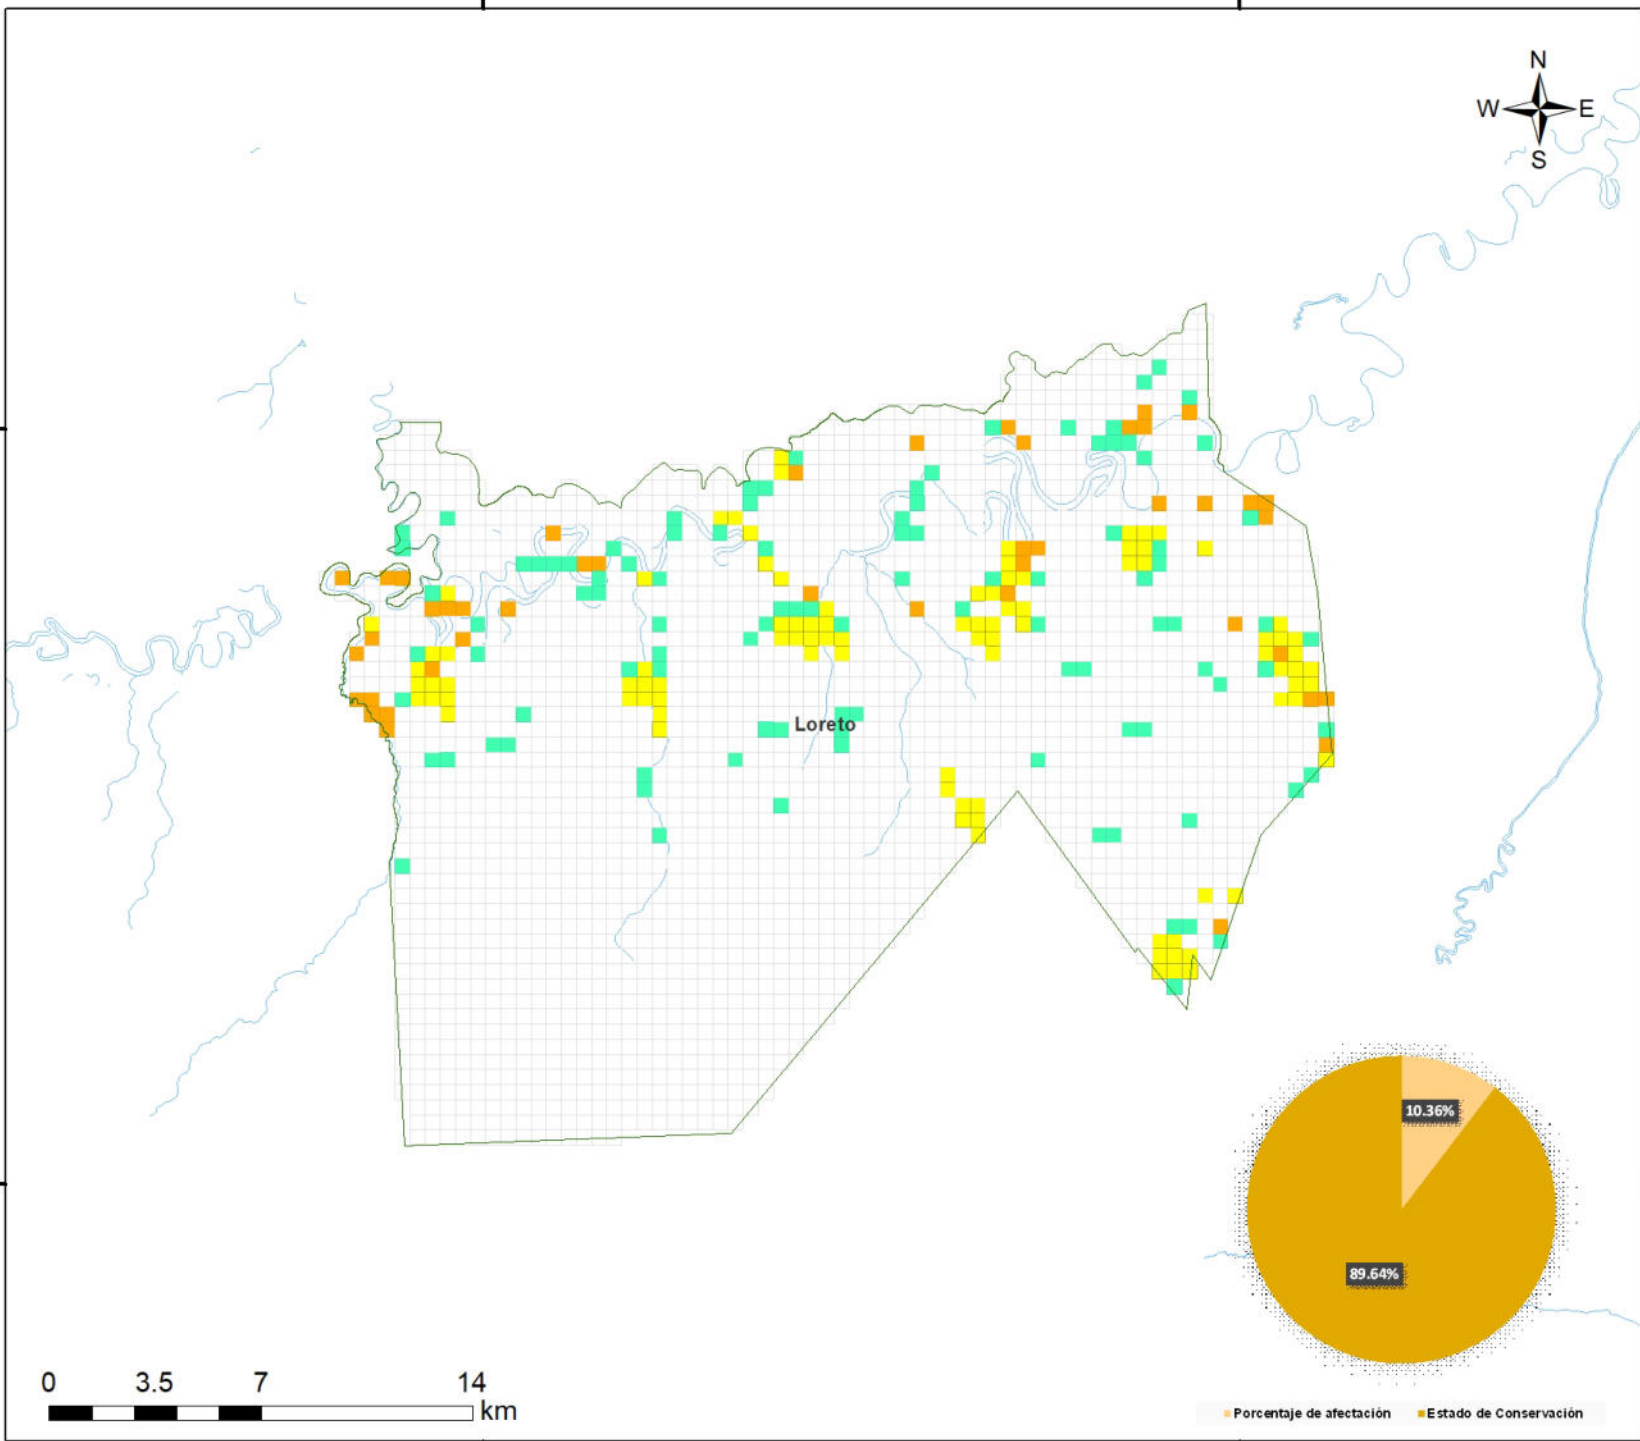 N
W E
S
Loreto
10.36%
89.64%
0 3.5 7 14
km
Porcentaje de afectación Estado de Conservación